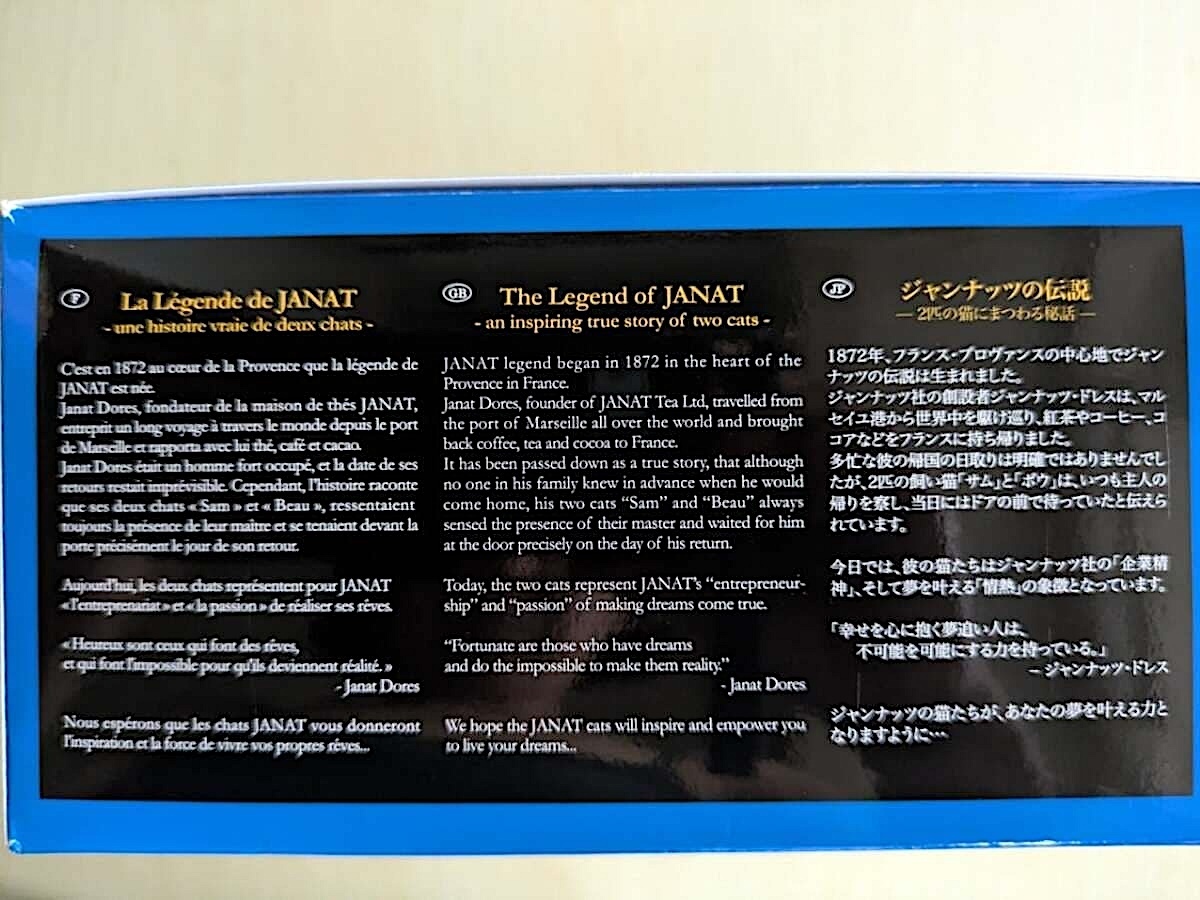 F
La Légende de JANAT
- une histoire vraie de deux chats -
C'est en 1872 au cœur de la Provence que la légende de
JANAT est née.
Janat Dores, fondateur de la maison de thés JANAT,
entreprit un long voyage à travers le monde depuis le port
de Marseille et rapporta avec lui thé, café et cacao.
Janat Dores était un homme fort occupé, et la date de ses
retours restait imprévisible. Cependant, l'histoire raconte
que ses deux chats « Sam » et « Beau », ressentaient
toujours la présence de leur maître et se tenaient devant la
porte précisément le jour de son retour.
Aujourd'hui, les deux chats représentent pour JANAT
« l'entreprenariat » et « la passion » de réaliser ses rêves.
« Heureux sont ceux qui font des rêves,
et qui font l'impossible pour qu'ils deviennent réalité. »
- Janat Dores
Nous espérons que les chats JANAT vous donneront
l'inspiration et la force de vivre vos propres rêves...
GB
The Legend of JANAT
- an inspiring true story of two cats -
JANAT legend began in 1872 in the heart of the
Provence in France.
Janat Dores, founder of JANAT Tea Ltd, travelled from
the port of Marseille all over the world and brought
back coffee, tea and cocoa to France.
It has been passed down as a true story, that although
no one in his family knew in advance when he would
come home, his two cats “Sam” and “Beau” always
sensed the presence of their master and waited for him
at the door precisely on the day of his return.
Today, the two cats represent JANAT's “entrepreneur-
ship” and “passion” of making dreams come true.
“Fortunate are those who have dreams
and do the impossible to make them reality.”
- Janat Dores
We hope the JANAT cats will inspire and empower you
to live your dreams...
JP
ジャンナッツの伝説
― 2匹の猫にまつわる秘話 ―
1872年、フランス・プロヴァンスの中心地でジャン
ナッツの伝説は生まれました。
ジャンナッツ社の創設者ジャンナッツ・ドレスは、マル
セイユ港から世界中を駆け巡り、紅茶やコーヒー、コ
コアなどをフランスに持ち帰りました。
多忙な彼の帰国の日取りは明確ではありませんでし
たが、2匹の飼い猫「サム」と「ボウ」は、いつも主人の
帰りを察し、当日にはドアの前で待っていたと伝えら
れています。
今日では、彼の猫たちはジャンナッツ社の「企業精
神」、そして夢を叶える「情熱」の象徴となっています。
「幸せを心に抱く夢追い人は、
不可能を可能にする力を持っている。」
– ジャンナッツ・ドレス
ジャンナッツの猫たちが、あなたの夢を叶える力と
なりますように…